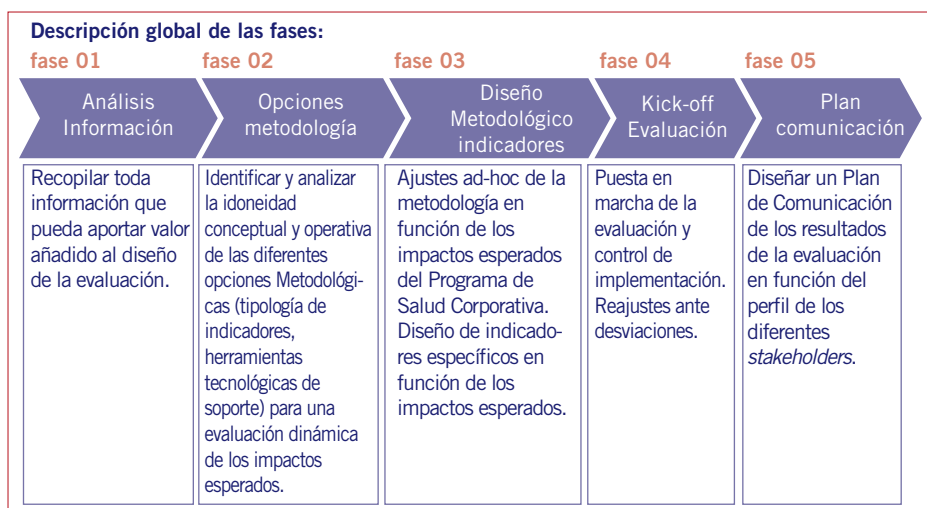 Descripción global de las fases:
fase 01
fase 02
fase 03
fase 04
fase 05
Análisis
Información
Opciones
metodología
Diseño
Metodológico
indicadores
Kick-off
Evaluación
Plan
comunicación
Recopilar toda
información que
pueda aportar valor
añadido al diseño
de la evaluación.
Identificar y analizar
la idoneidad
conceptual y operativa
de las diferentes
opciones Metodológi-
cas (tipología de
indicadores,
herramientas
tecnológicas de
soporte) para una
evaluación dinámica
de los impactos
esperados.
Ajustes ad-hoc de la
metodología en
función de los
impactos esperados
del Programa de
Salud Corporativa.
Diseño de indicado-
res específicos en
función de los
impactos esperados.
Puesta en
marcha de la
evaluación y
control de
implementación.
Reajustes ante
desviaciones.
Diseñar un Plan
de Comunicación
de los resultados
de la evaluación
en función del
perfil de los
diferentes
stakeholders.